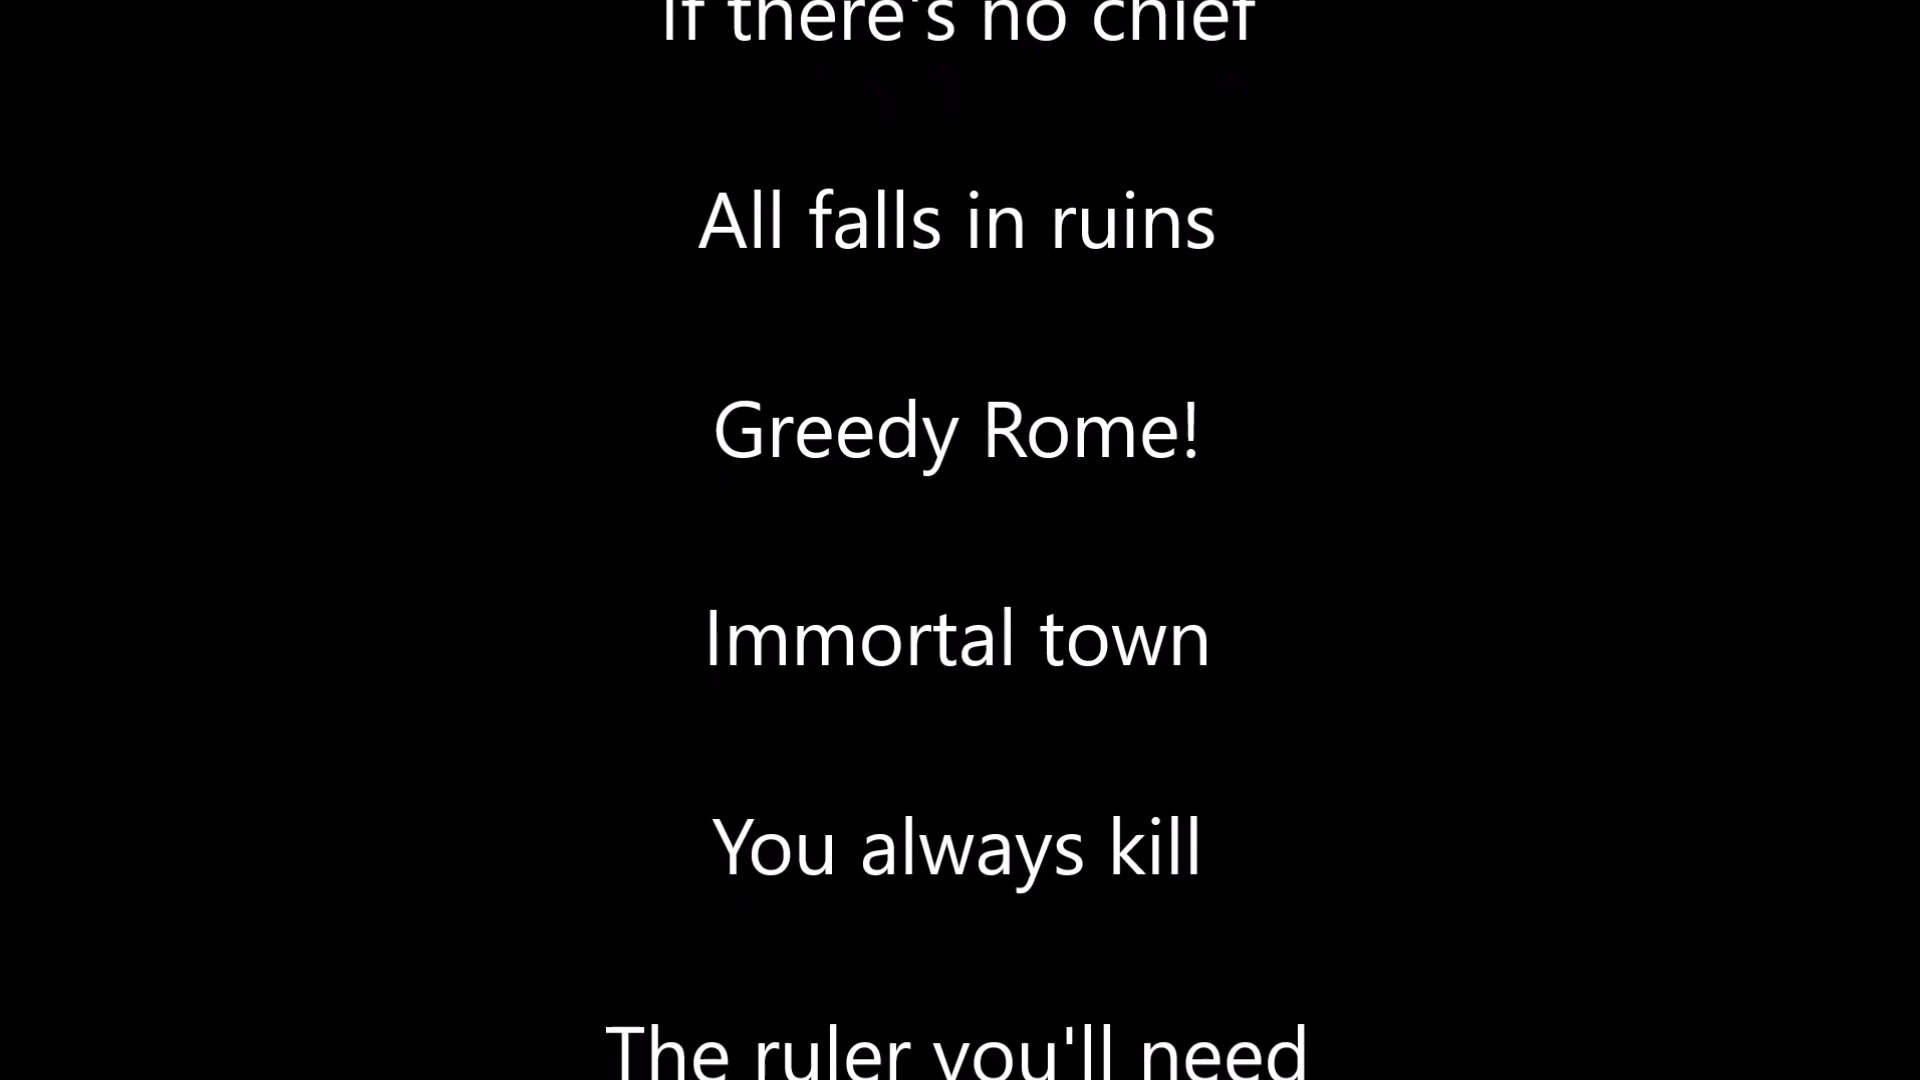 If there's no chief
All falls in ruins
Greedy Rome!
Immortal town
You always kill
The ruler you'll need